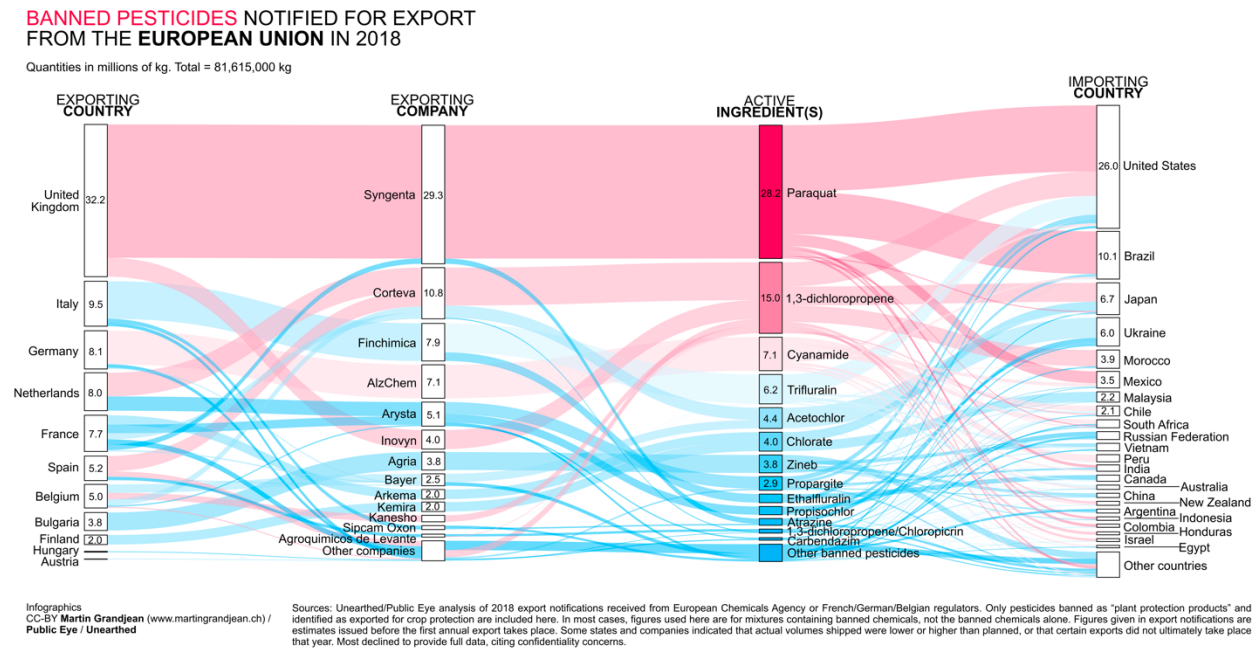 BANNED PESTICIDES NOTIFIED FOR EXPORT
FROM THE EUROPEAN UNION IN 2018
Quantities in millions of kg. Total = 81,615,000 kg
EXPORTING
COUNTRY
United
Kingdom
32.2
Italy
9.5
Germany
8.1
Netherlands
8.0
France
7.7
Spain
5.2
Belgium
5.0
Bulgaria
3.8
Finland
2.0
Hungary
Austria
EXPORTING
COMPANY
Syngenta
29.3
Corteva
10.8
Finchimica
7.9
AlzChem
7.1
Arysta
5.1
Inovyn
4.0
Agria
3.8
Bayer
2.5
Arkema
2.0
Kemira
2.0
Kanesho
Sipcam Oxon
Agroquimicos de Levante
Other companies
ACTIVE
INGREDIENT(S)
28.2
Paraquat
15.0
1,3-dichloropropene
7.1
Cyanamide
6.2
Trifluralin
4.4
Acetochlor
4.0
Chlorate
3.8
Zineb
2.9
Propargite
Ethalfluralin
Propisochlor
Atrazine
1,3-dichloropropene/Chloropicrin
Carbendazim
Other banned pesticides
IMPORTING
COUNTRY
26.0
United States
10.1
Brazil
6.7
Japan
6.0
Ukraine
3.9
Morocco
3.5
Mexico
2.2
Malaysia
2.1
Chile
South Africa
Russian Federation
Vietnam
Peru
India
Canada
Australia
China
New Zealand
Argentina
Indonesia
Colombia
Honduras
Israel
Egypt
Other countries
Infographics
CC-BY Martin Grandjean (www.martingrandjean.ch) /
Public Eye / Unearthed
Sources: Unearthed/Public Eye analysis of 2018 export notifications received from European Chemicals Agency or French/German/Belgian regulators. Only pesticides banned as “plant protection products” and
identified as exported for crop protection are included here. In most cases, figures used here are for mixtures containing banned chemicals, not the banned chemicals alone. Figures given in export notifications are
estimates issued before the first annual export takes place. Some states and companies indicated that actual volumes shipped were lower or higher than planned, or that certain exports did not ultimately take place
that year. Most declined to provide full data, citing confidentiality concerns.